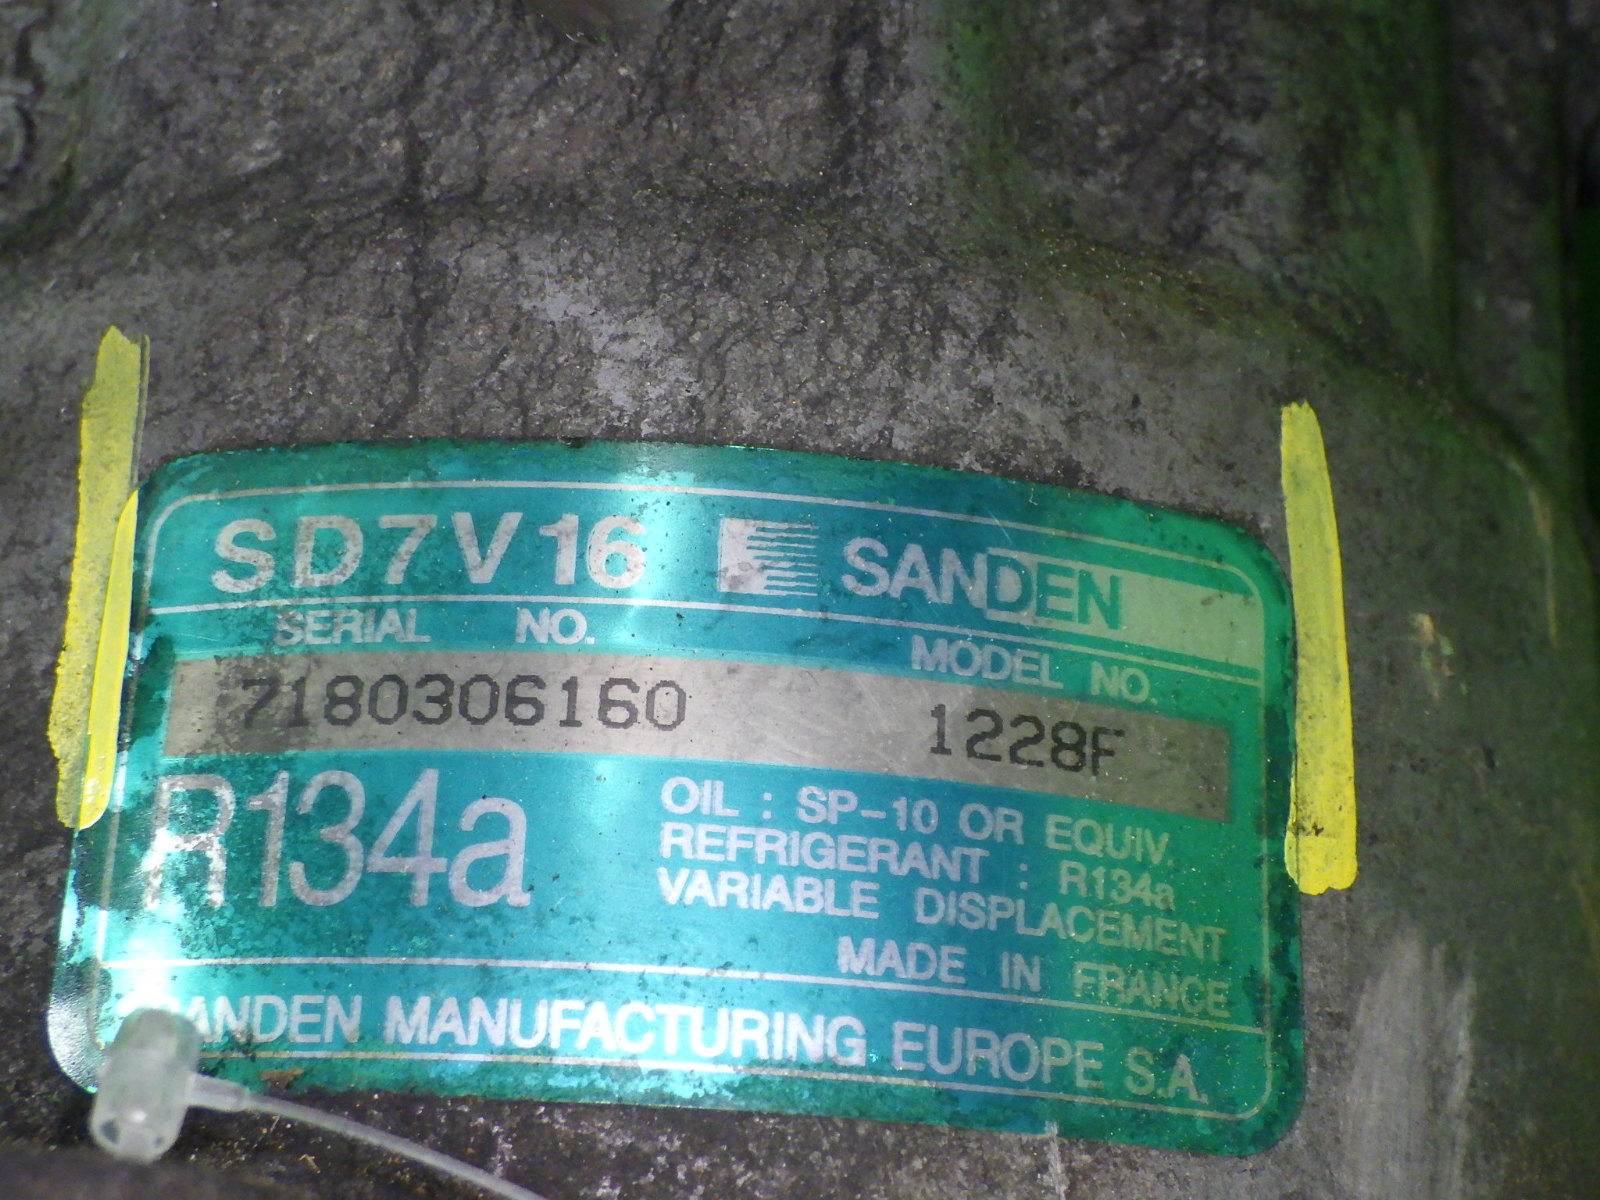 SD7V16 SANDEN
SERIAL NO. MODEL NO.
7180306160 1228F
R134a
OIL : SP-10 OR EQUIV.
REFRIGERANT : R134a
VARIABLE DISPLACEMENT
MADE IN FRANCE
SANDEN MANUFACTURING EUROPE S.A.